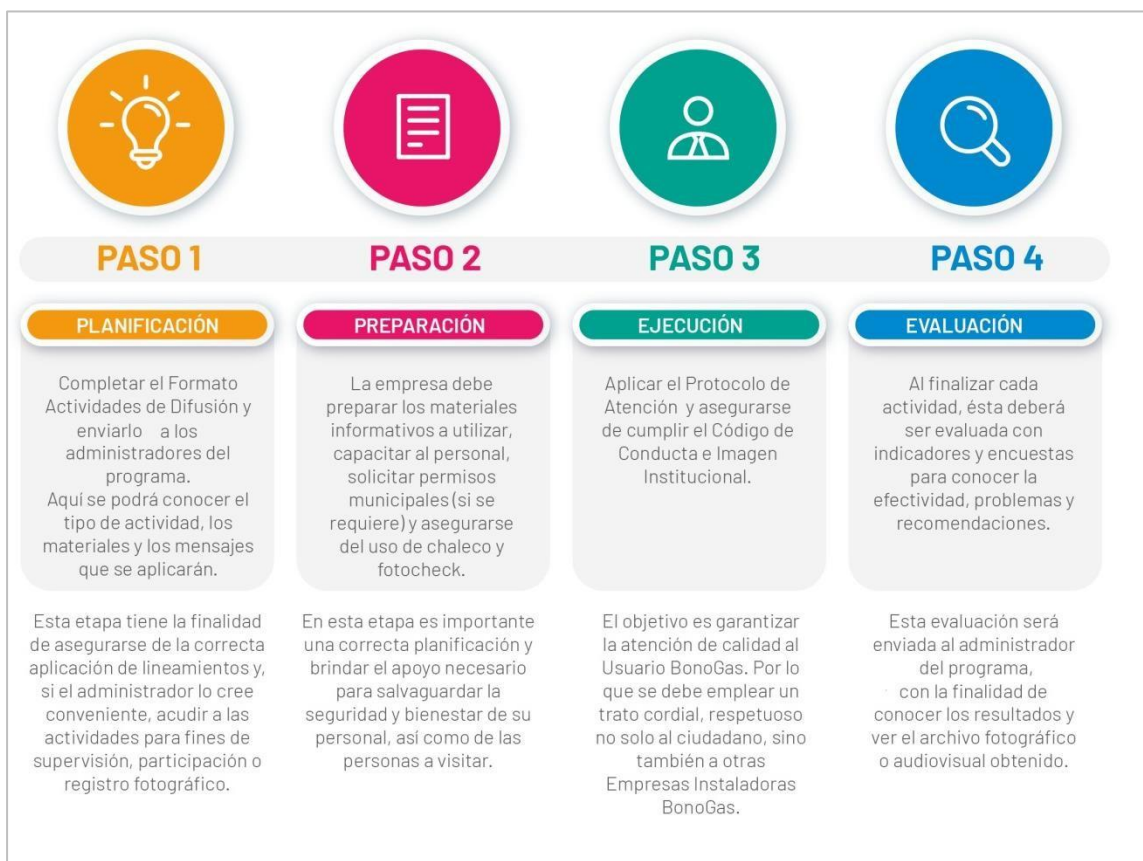 PASO 1
PLANIFICACIÓN
Completar el Formato
Actividades de Difusión y
enviarlo a los
administradores del
programa.
Aquí se podrá conocer el
tipo de actividad, los
materiales y los mensajes
que se aplicarán.
Esta etapa tiene la finalidad
de asegurarse de la correcta
aplicación de lineamientos y,
si el administrador lo cree
conveniente, acudir a las
actividades para fines de
supervisión, participación o
registro fotográfico.
PASO 2
PREPARACIÓN
La empresa debe
preparar los materiales
informativos a utilizar,
capacitar al personal,
solicitar permisos
municipales (si se
requiere) y asegurarse
del uso de chaleco y
fotocheck.
En esta etapa es importante
una correcta planificación y
brindar el apoyo necesario
para salvaguardar la
seguridad y bienestar de su
personal, así como de las
personas a visitar.
PASO 3
EJECUCIÓN
Aplicar el Protocolo de
Atención y asegurarse
de cumplir el Código de
Conducta e Imagen
Institucional.
El objetivo es garantizar
la atención de calidad al
Usuario BonoGas. Por lo
que se debe emplear un
trato cordial, respetuoso
no solo al ciudadano, sino
también a otras
Empresas Instaladoras
BonoGas.
PASO 4
EVALUACIÓN
Al finalizar cada
actividad, ésta deberá
ser evaluada con
indicadores y encuestas
para conocer la
efectividad, problemas y
recomendaciones.
Esta evaluación será
enviada al administrador
del programa,
con la finalidad de
conocer los resultados y
ver el archivo fotográfico
o audiovisual obtenido.